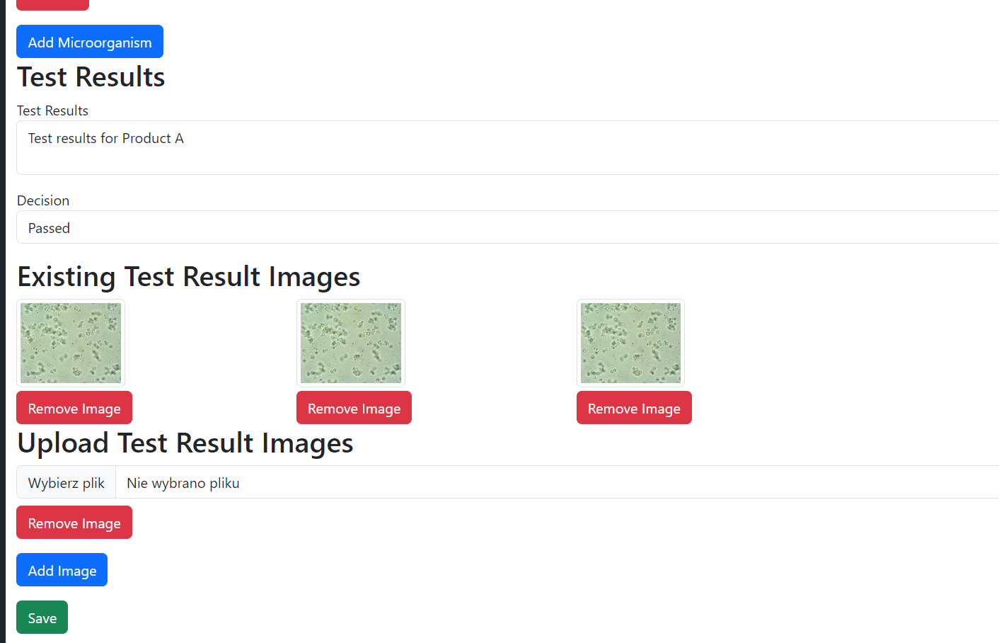 Add Microorganism
Test Results
Test Results
Test results for Product A
Decision
Passed
Existing Test Result Images
Remove Image Remove Image Remove Image
Upload Test Result Images
Wybierz plik Nie wybrano pliku
Remove Image
Add Image
Save